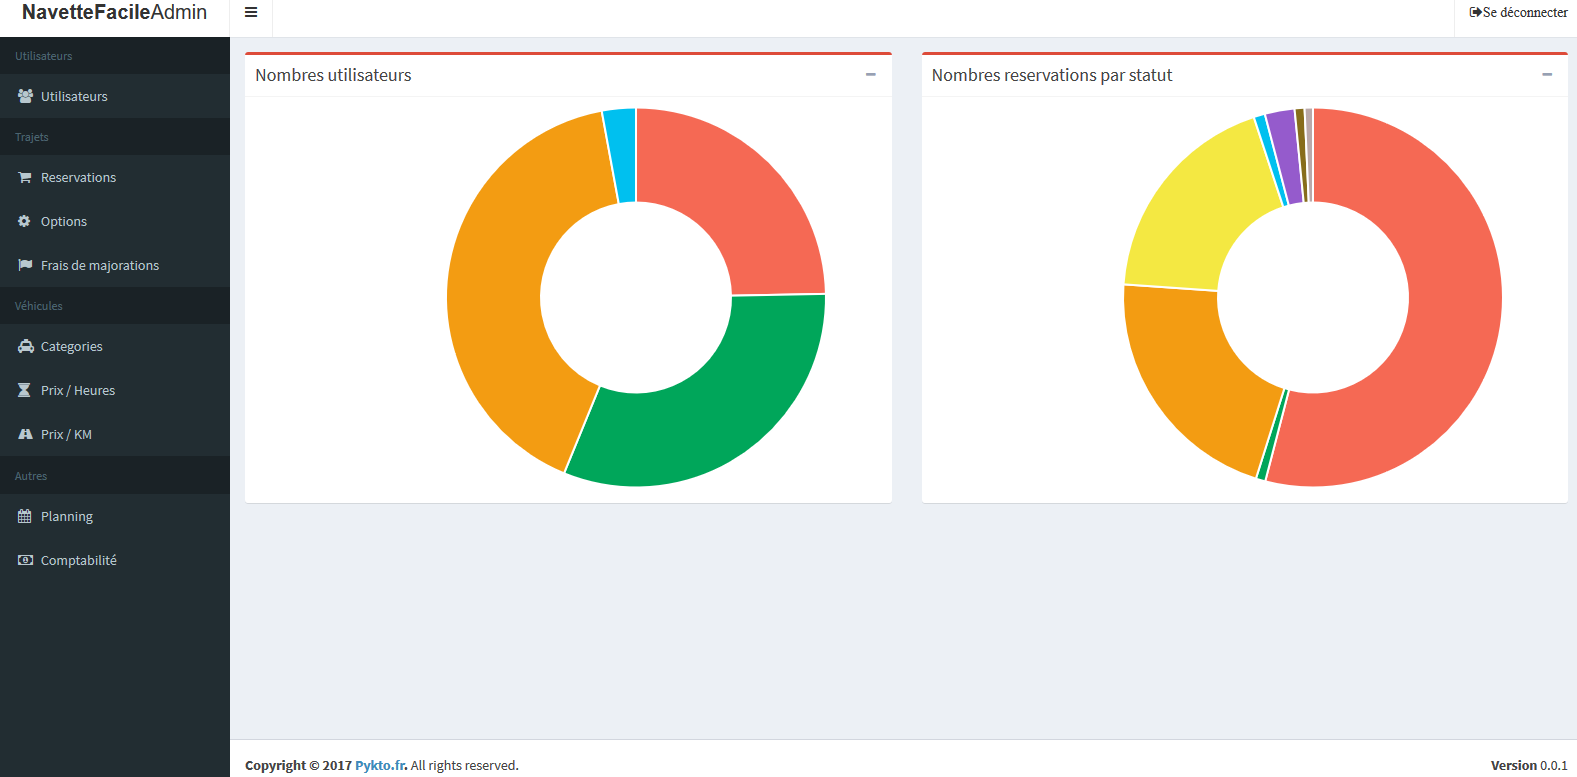 NavetteFacileAdmin
Se déconnecter
Utilisateurs
Utilisateurs
Trajets
Reservations
Options
Frais de majorations
Véhicules
Categories
Prix / Heures
Prix / KM
Autres
Planning
Comptabilité
Nombres utilisateurs
Nombres reservations par statut
Copyright © 2017 Pykto.fr. All rights reserved.
Version 0.0.1